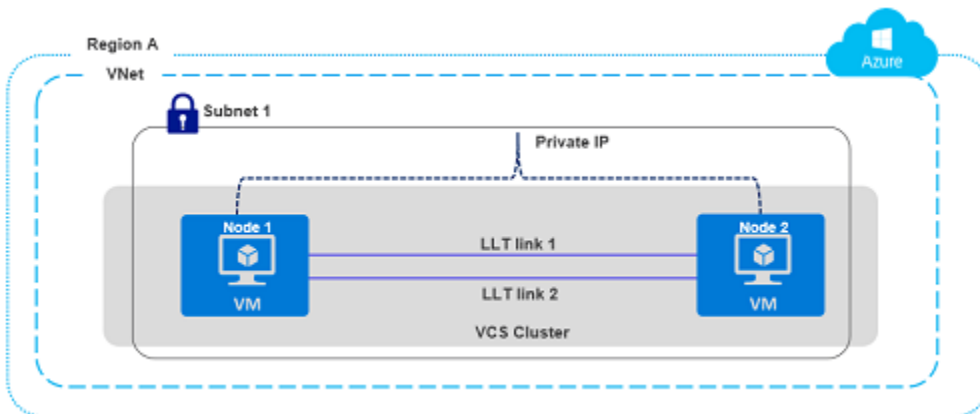 Region A
Azure
VNet
Subnet 1
Private IP
Node 1
Node 2
LLT link 1
LLT link 2
VM
VM
VCS Cluster